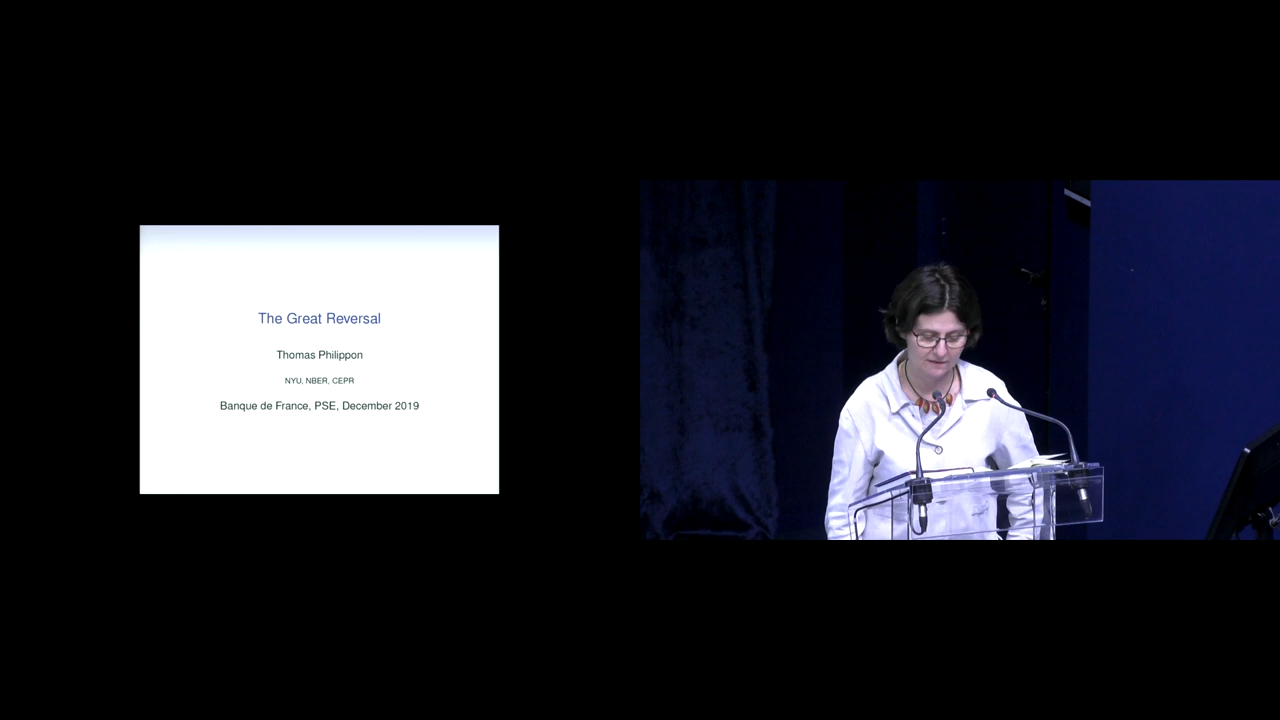 The Great Reversal
Thomas Philippon
NYU, NBER, CEPR
Banque de France, PSE, December 2019